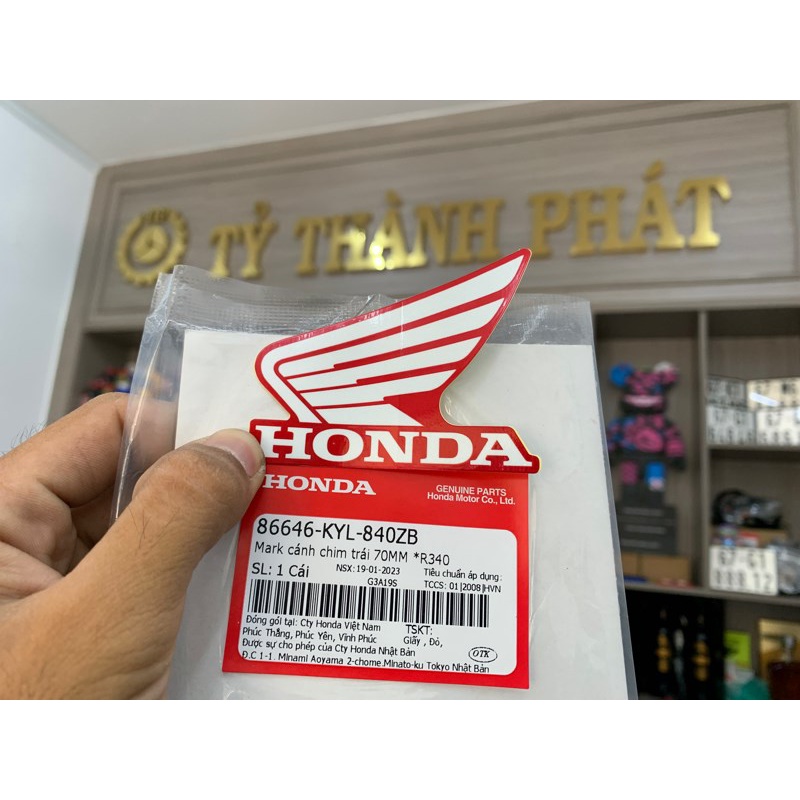 TỶ THÀNH PHÁT
HONDA
HONDA
GENUINE PARTS
Honda Motor Co., Ltd.
86646-KYL-840ZB
Mark cánh chim trái 70MM *R340
SL: 1 Cái
NSX: 19-01-2023
Tiêu chuẩn áp dụng:
G3A19S
TCCS: 01|2008|HVN
Đóng gói tại: Cty Honda Việt Nam
Phúc Thắng, Phúc Yên, Vĩnh Phúc
TSKT:
Giấy , Đỏ,
Được sự cho phép của Cty Honda Nhật Bản
OTK
Đ.C 1-1. Minami Aoyama 2-chome.Minato-ku Tokyo Nhật Bản